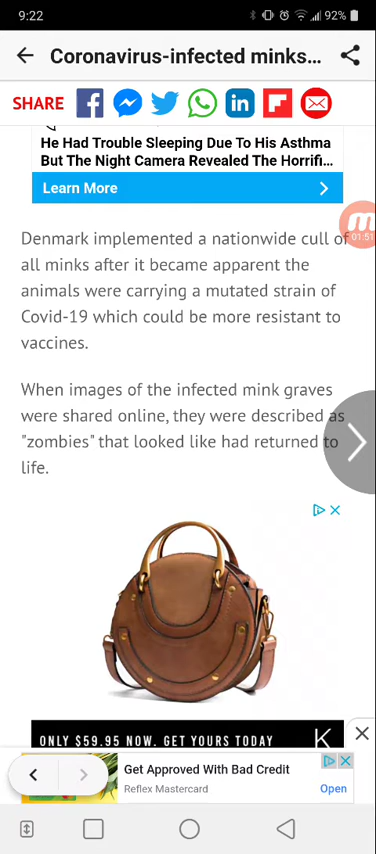 9:22
92%
Coronavirus-infected minks...
SHARE
He Had Trouble Sleeping Due To His Asthma
But The Night Camera Revealed The Horrifi...
Learn More
01:51
Denmark implemented a nationwide cull of
all minks after it became apparent the
animals were carrying a mutated strain of
Covid-19 which could be more resistant to
vaccines.
When images of the infected mink graves
were shared online, they were described as
"zombies" that looked like had returned to
life.
ONLY $59.95 NOW. GET YOURS TODAY
K
Get Approved With Bad Credit
Reflex Mastercard
Open